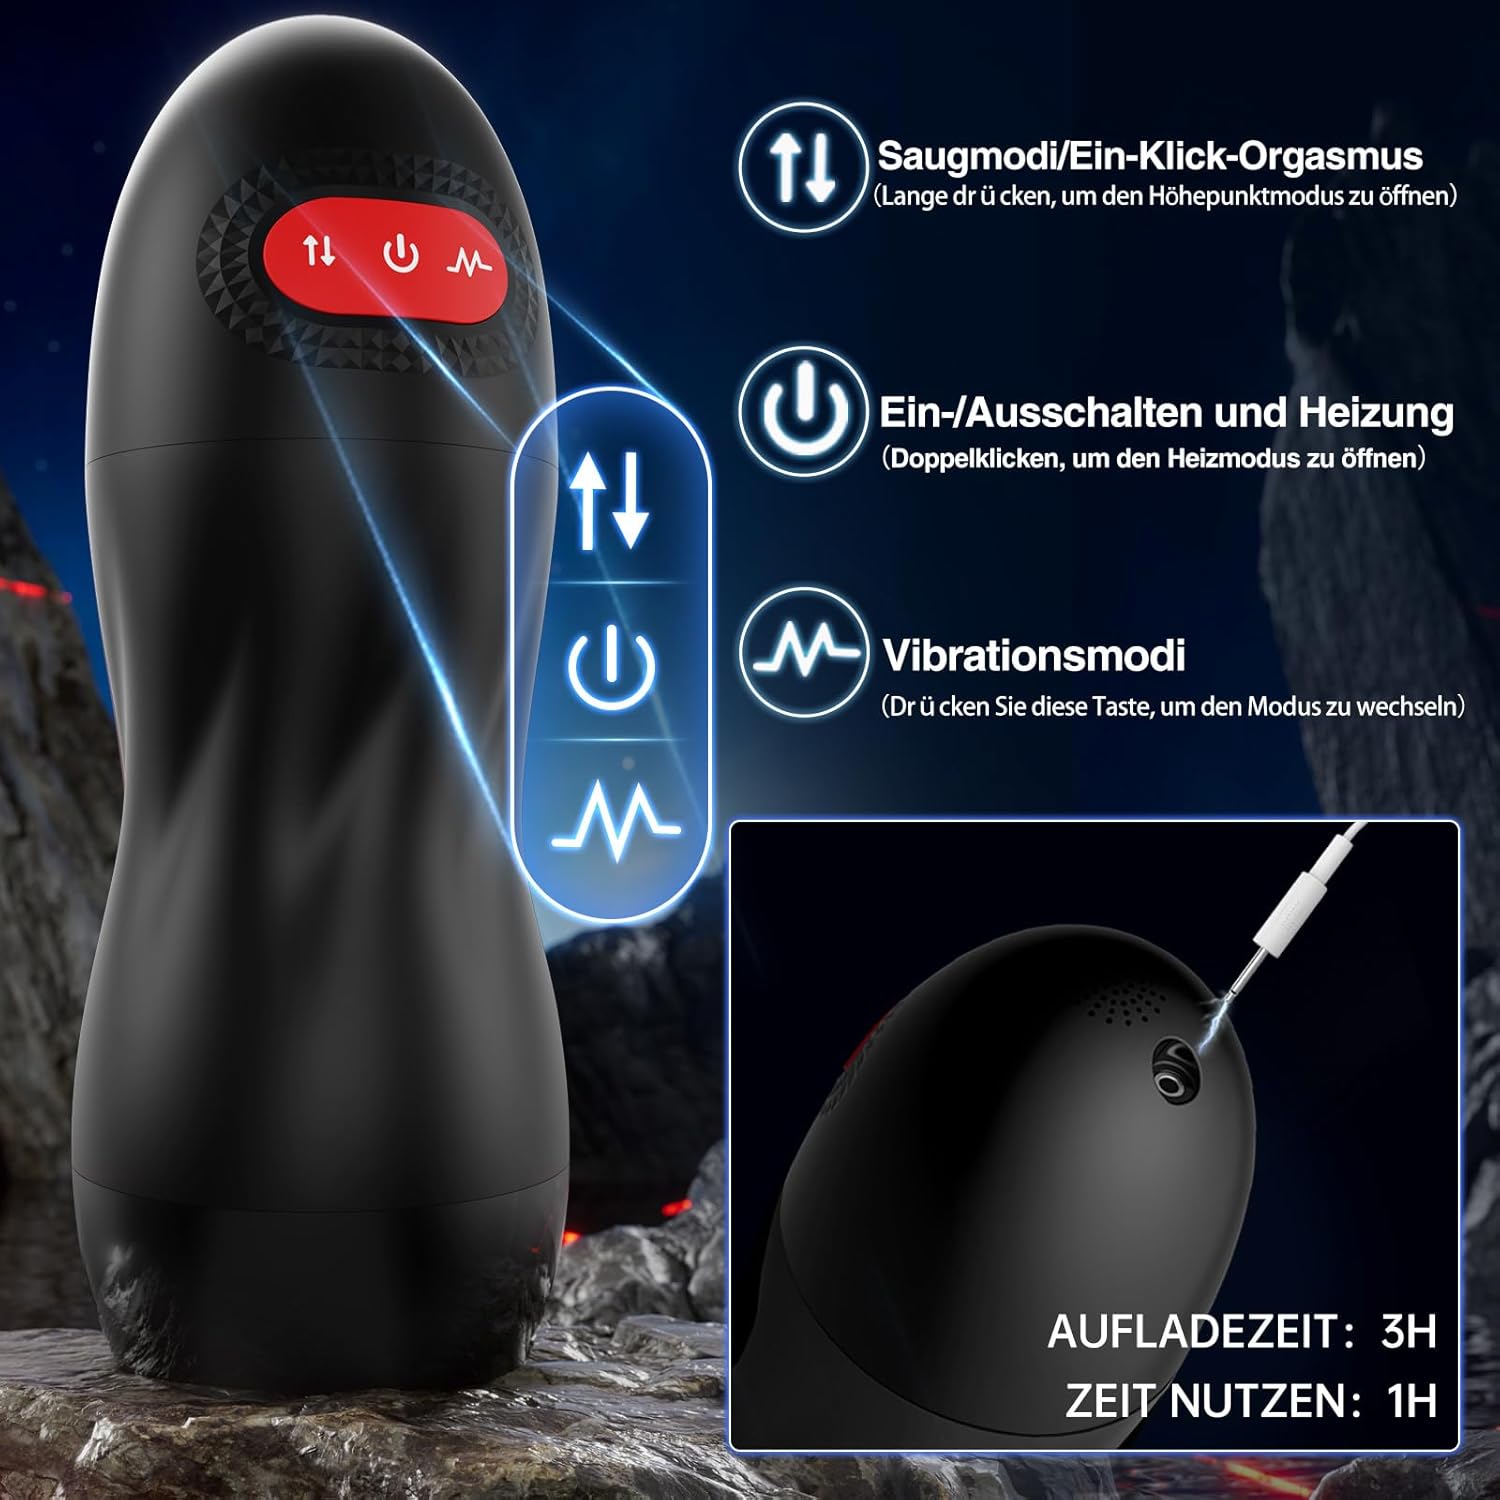 Saugmodi/Ein-Klick-Orgasmus
(Lange dr ü cken, um den Höhepunktmodus zu öffnen)
Ein-/Ausschalten und Heizung
(Doppelklicken, um den Heizmodus zu öffnen)
Vibrationsmodi
(Dr ü cken Sie diese Taste, um den Modus zu wechseln)
AUFLADEZEIT: 3H
ZEIT NUTZEN: 1H